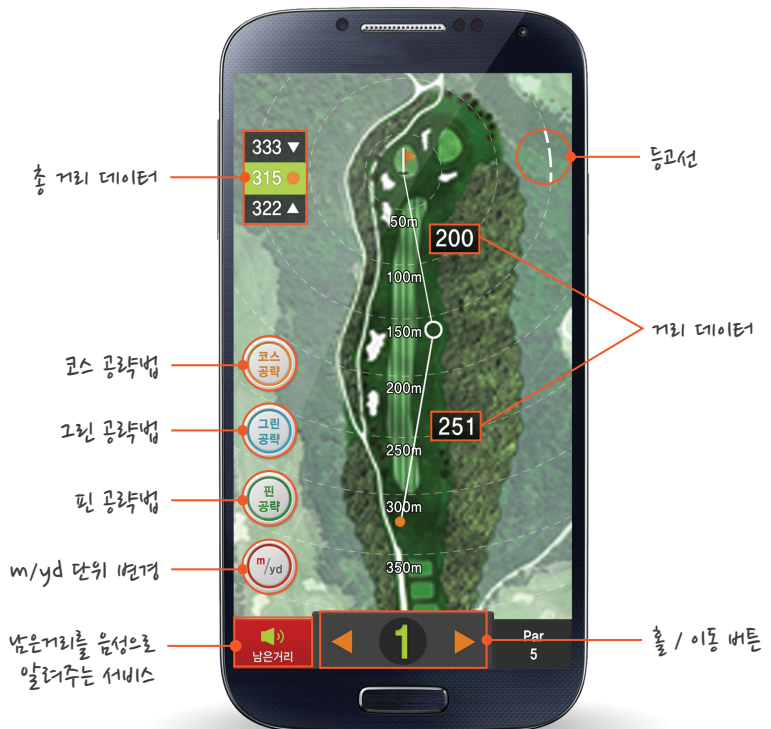 333 ▼
315
322 ▲
총 거리 데이터
등고선
50m
200
100m
150m
거리 데이터
코스 공략법
코스
공략
200m
그린 공략법
그린
공략
251
250m
핀 공략법
핀
공략
300m
m/yd 단위 변경
m/yd
350m
남은거리를 음성으로
알려주는 서비스
남은거리
1
Par
5
홀 / 이동 버튼